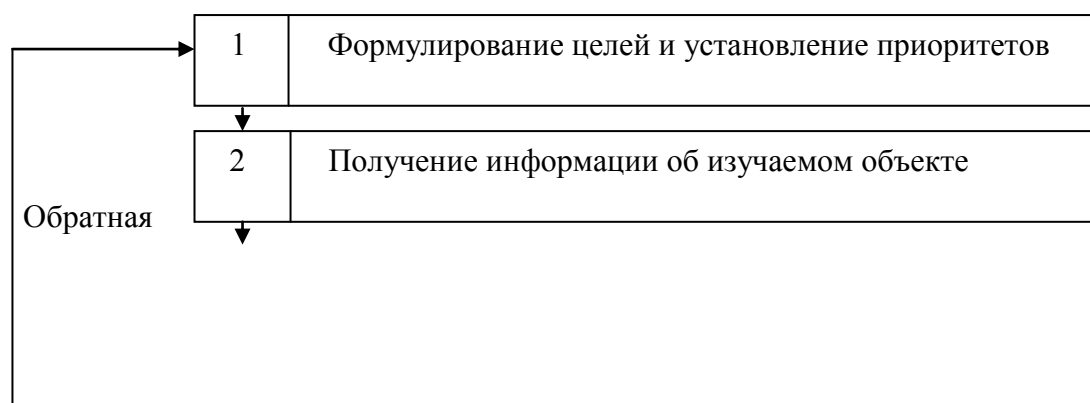 1 Формулирование целей и установление приоритетов
2 Получение информации об изучаемом объекте
Обратная